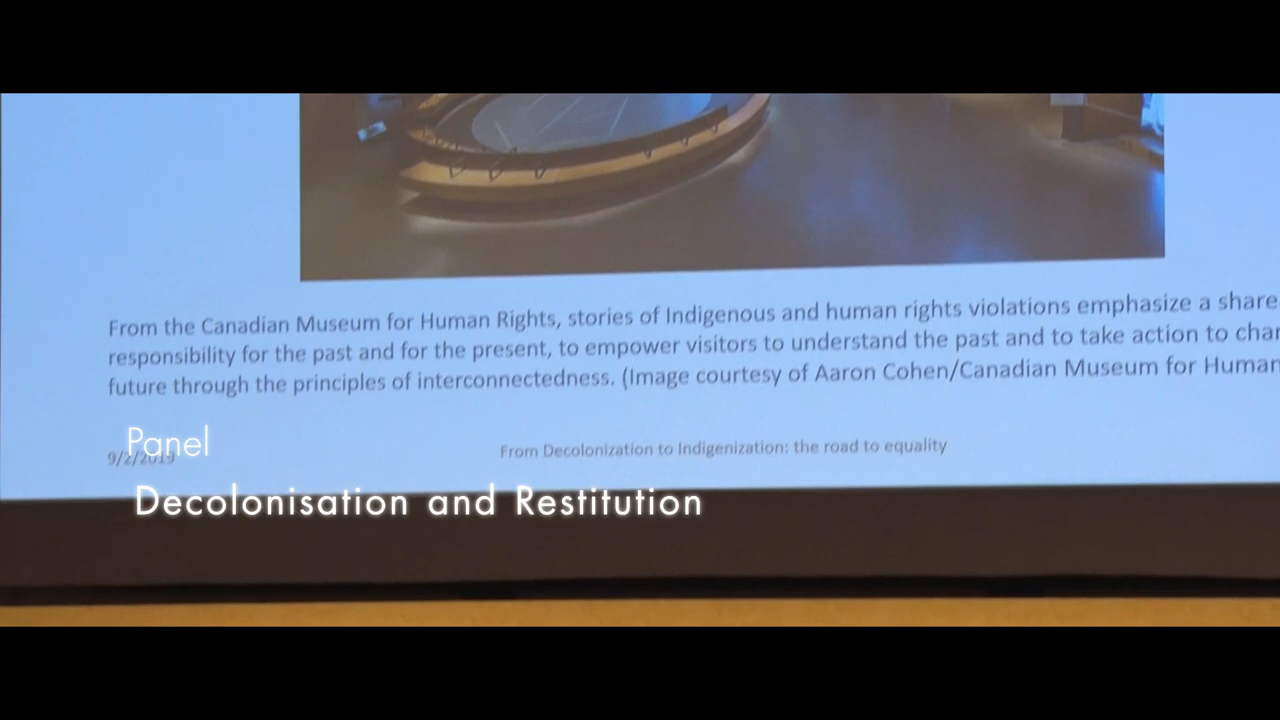 From the Canadian Museum for Human Rights, stories of Indigenous and human rights violations emphasize a share
responsibility for the past and for the present, to empower visitors to understand the past and to take action to
future through the principles of interconnectedness. (Image courtesy of Aaron Cohen/Canadian Museum for Human
Panel
9/2/2019
From Decolonization to Indigenization: the road to equality
Decolonisation and Restitution